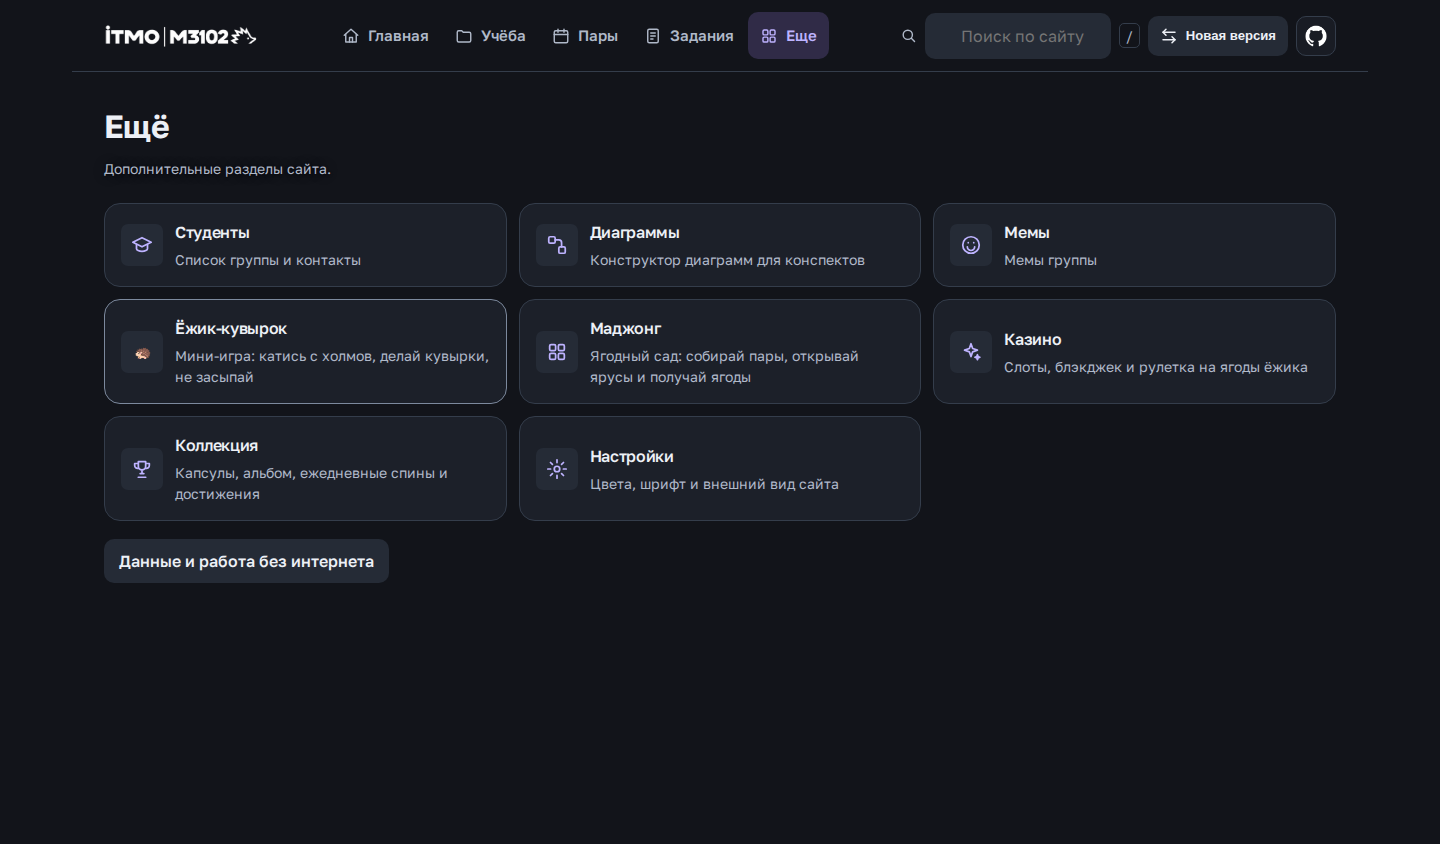 iTMO | M3102
Главная
Учёба
Пары
Задания
Еще
Поиск по сайту
/
Новая версия
Ещё
Дополнительные разделы сайта.
Студенты
Список группы и контакты
Диаграммы
Конструктор диаграмм для конспектов
Мемы
Мемы группы
Ёжик-кувырок
Мини-игра: катись с холмов, делай кувырки,
не засыпай
Маджонг
Ягодный сад: собирай пары, открывай
ярусы и получай ягоды
Казино
Слоты, блэкджек и рулетка на ягоды ёжика
Коллекция
Капсулы, альбом, ежедневные спины и
достижения
Настройки
Цвета, шрифт и внешний вид сайта
Данные и работа без интернета